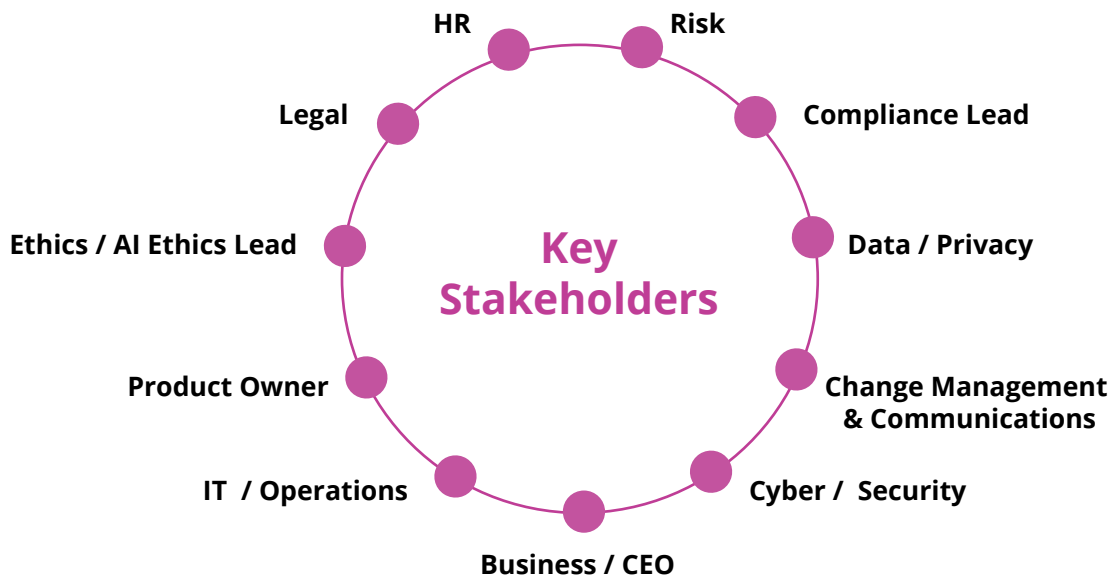 HR
Risk
Legal
Compliance Lead
Ethics / AI Ethics Lead
Key
Stakeholders
Data / Privacy
Product Owner
Change Management
& Communications
IT / Operations
Cyber / Security
Business / CEO